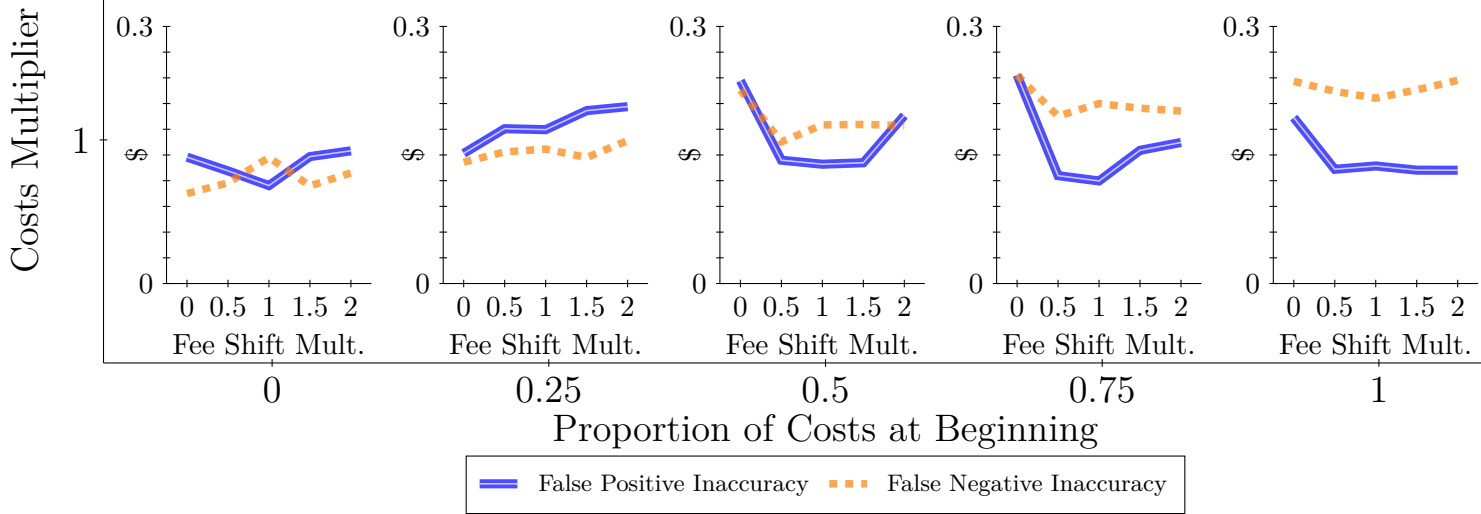 Costs Multiplier
1
0.3 0.3 0.3 0.3 0.3
$ $ $ $ $
0 0 0 0 0
0 0.5 1 1.5 2 0 0.5 1 1.5 2 0 0.5 1 1.5 2 0 0.5 1 1.5 2 0 0.5 1 1.5 2
Fee Shift Mult. Fee Shift Mult. Fee Shift Mult. Fee Shift Mult. Fee Shift Mult.
0 0.25 0.5 0.75 1
Proportion of Costs at Beginning
False Positive Inaccuracy False Negative Inaccuracy